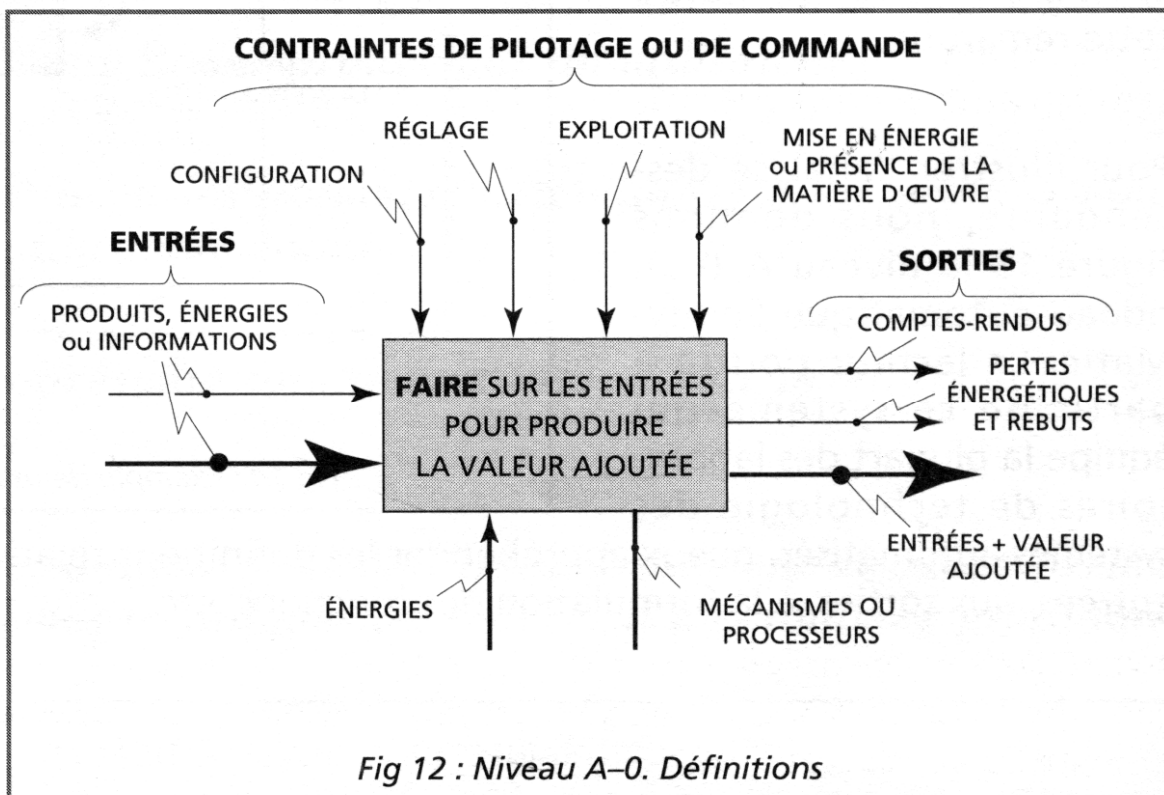 CONTRAINTES DE PILOTAGE OU DE COMMANDE
RÉGLAGE
EXPLOITATION
MISE EN ÉNERGIE
ou PRÉSENCE DE LA
MATIÈRE D'ŒUVRE
CONFIGURATION
ENTRÉES
PRODUITS, ÉNERGIES
ou INFORMATIONS
SORTIES
COMPTES-RENDUS
PERTES
ÉNERGÉTIQUES
ET REBUTS
FAIRE SUR LES ENTRÉES
POUR PRODUIRE
LA VALEUR AJOUTÉE
ENTRÉES + VALEUR
AJOUTÉE
ÉNERGIES
MÉCANISMES OU
PROCESSEURS
Fig 12 : Niveau A–0. Définitions